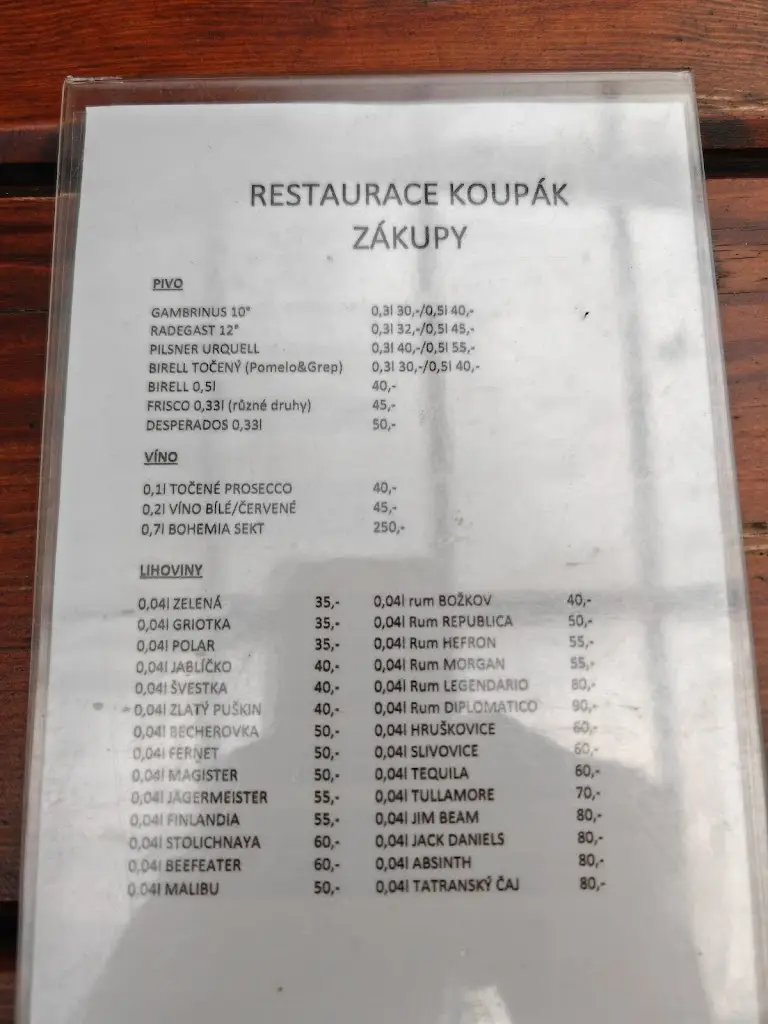 RESTAURACE KOUPÁK
ZÁKUPY
PIVO
GAMBRINUS 10° 0,3l 30,-/0,5l 40,-
RADEGAST 12° 0,3l 32,-/0,5l 45,-
PILSNER URQUELL 0,3l 40,-/0,5l 55,-
BIRELL TOČENÝ (Pomelo&Grep) 0,3l 30,-/0,5l 40,-
BIRELL 0,5l 40,-
FRISCO 0,33l (různé druhy) 45,-
DESPERADOS 0,33l 50,-
VÍNO
0,1l TOČENÉ PROSECCO 40,-
0,2l VÍNO BÍLÉ/ČERVENÉ 45,-
0,7l BOHEMIA SEKT 250,-
LIHOVINY
0,04l ZELENÁ 35,- 0,04l rum BOŽKOV 40,-
0,04l GRIOTKA 35,- 0,04l Rum REPUBLICA 50,-
0,04l POLAR 35,- 0,04l Rum HEFRON 55,-
0,04l JABLÍČKO 40,- 0,04l Rum MORGAN 55,-
0,04l ŠVESTKA 40,- 0,04l Rum LEGENDARIO 80,-
0,04l ZLATÝ PUŠKIN 40,- 0,04l Rum DIPLOMATICO 90,-
0,04l BECHEROVKA 50,- 0,04l HRUŠKOVICE 60,-
0,04l FERNET 50,- 0,04l SLIVOVICE 60,-
0,04l MAGISTER 50,- 0,04l TEQUILA 60,-
0,04l JÄGERMEISTER 55,- 0,04l TULLAMORE 70,-
0,04l FINLANDIA 55,- 0,04l JIM BEAM 80,-
0,04l STOLICHNAYA 60,- 0,04l JACK DANIELS 80,-
0,04l BEEFEATER 60,- 0,04l ABSINTH 80,-
0,04l MALIBU 50,- 0,04l TATRANSKÝ ČAJ 80,-